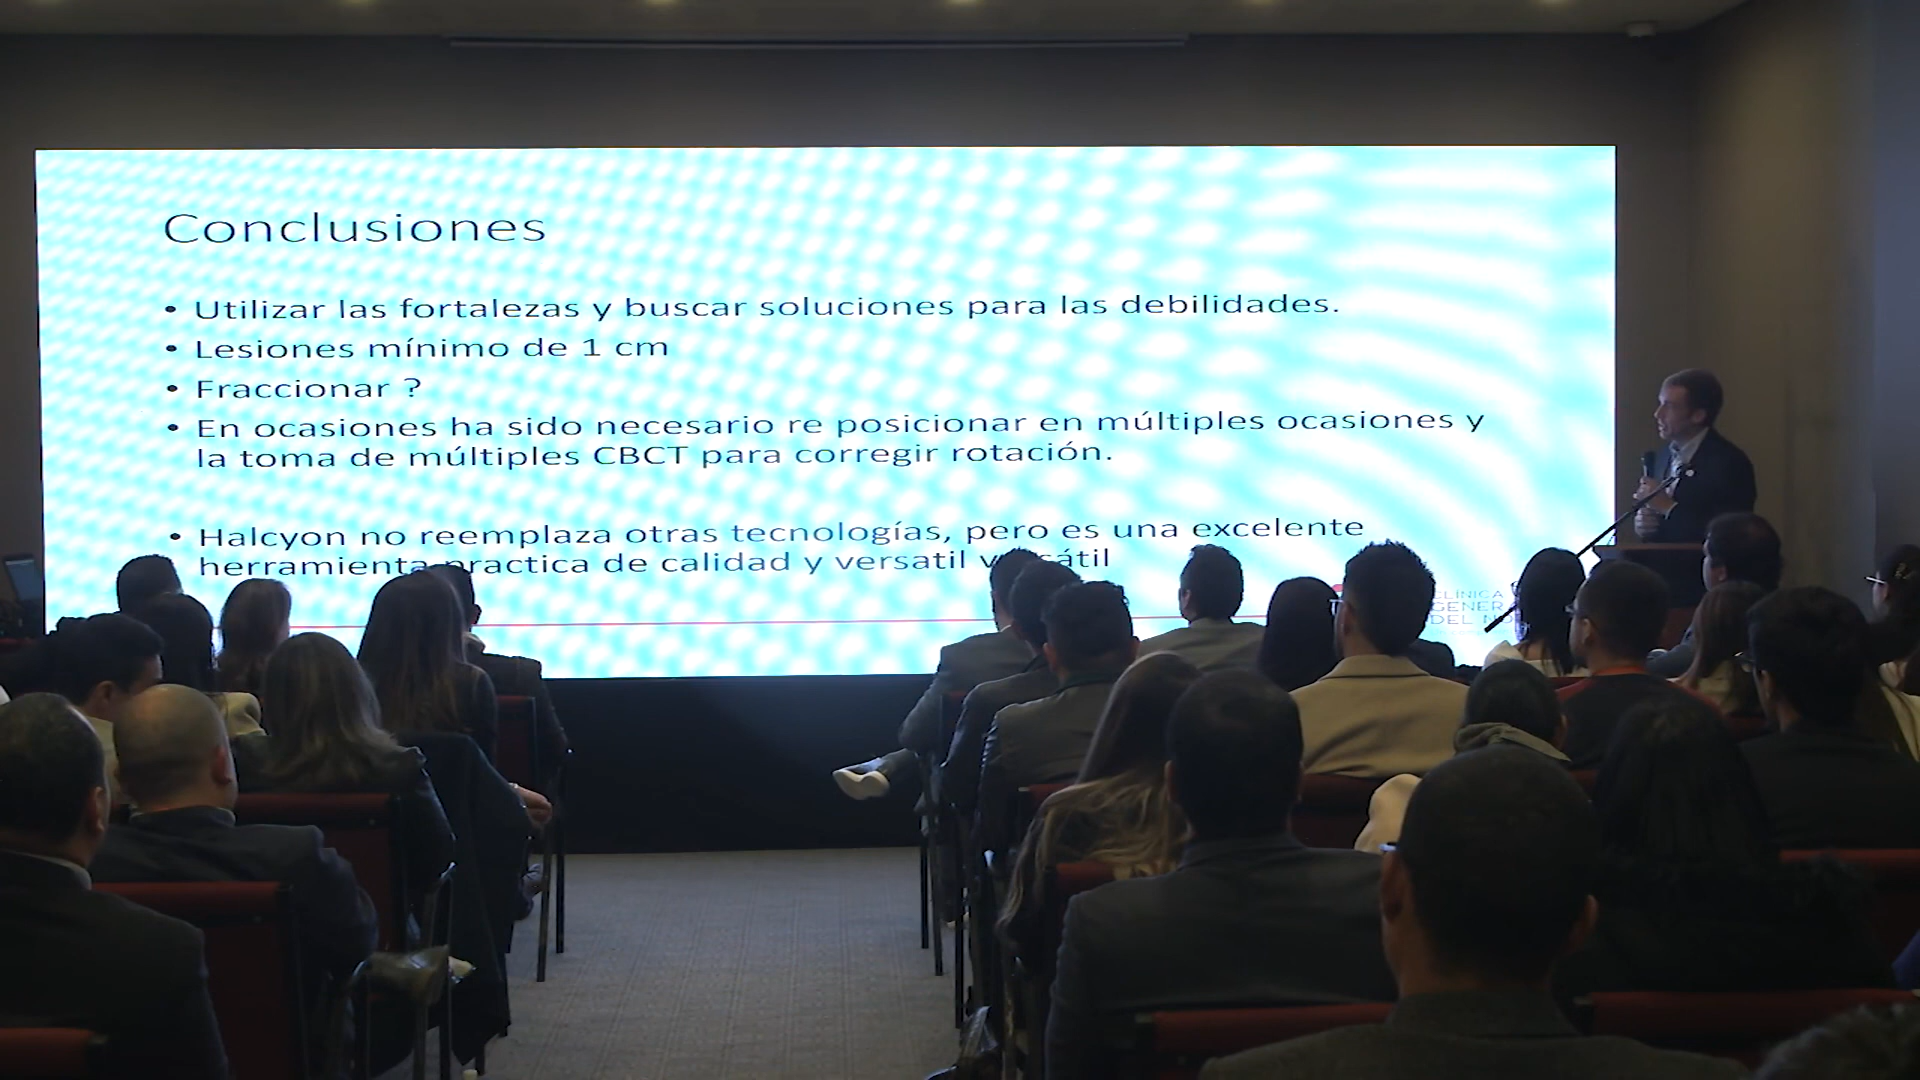 Conclusiones
• Utilizar las fortalezas y buscar soluciones para las debilidades.
• Lesiones mínimo de 1 cm
• Fraccionar ?
• En ocasiones ha sido necesario re posicionar en múltiples ocasiones y
la toma de múltiples CBCT para corregir rotación.
• Halcyon no reemplaza otras tecnologías, pero es una excelente
herramienta practica de calidad y versatil
CLÍNICA
DEL